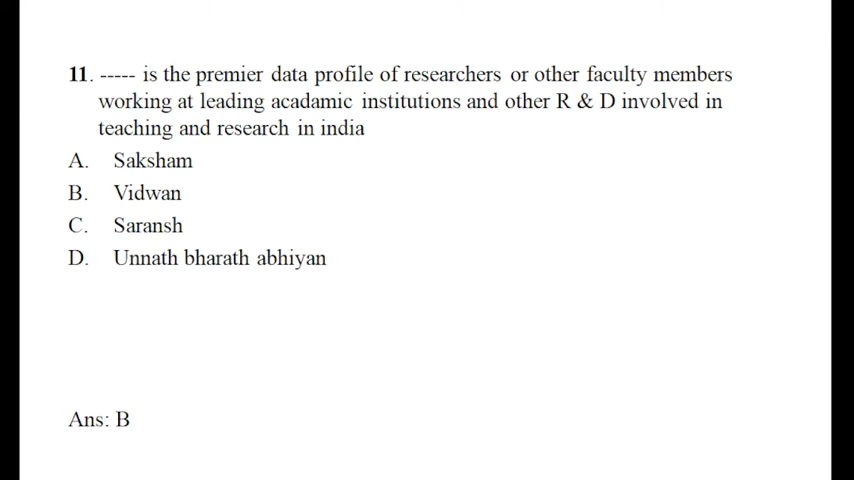 11. ----- is the premier data profile of researchers or other faculty members
working at leading acadamic institutions and other R & D involved in
teaching and research in india
A. Saksham
B. Vidwan
C. Saransh
D. Unnath bharath abhiyan
Ans: B